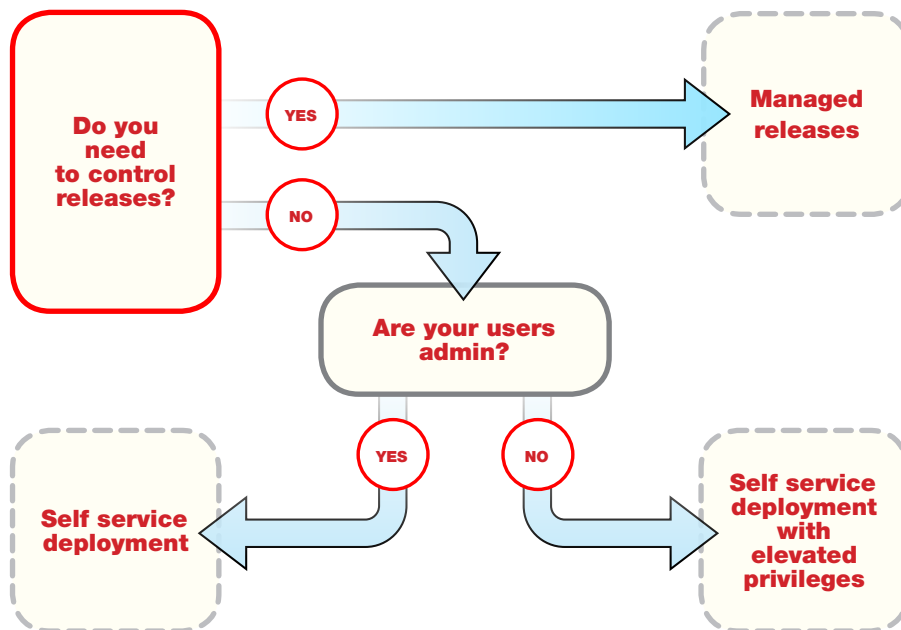 Do you
need
to control
releases?
YES
Managed
releases
NO
Are your users
admin?
YES
NO
Self service
deployment
Self service
deployment
with
elevated
privileges